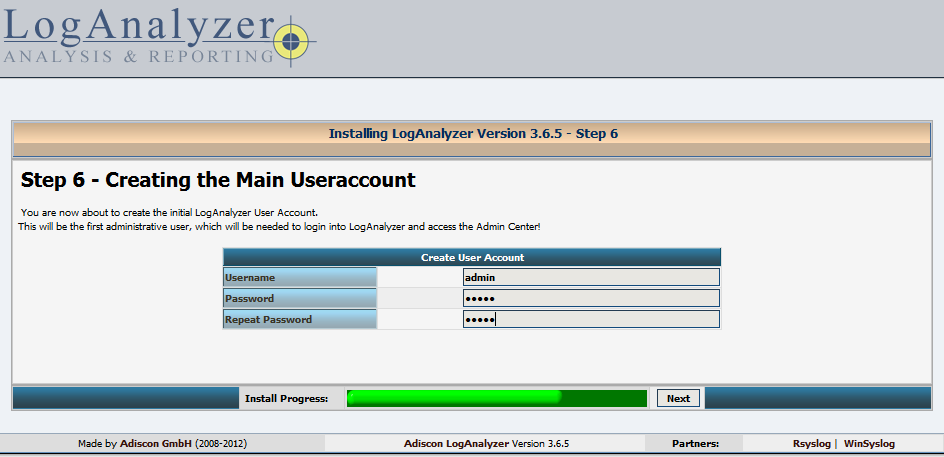 LogAnalyzer
ANALYSIS & REPORTING
Installing LogAnalyzer Version 3.6.5 - Step 6
Step 6 - Creating the Main Useraccount
You are now about to create the initial LogAnalyzer User Account.
This will be the first administrative user, which will be needed to login into LogAnalyzer and access the Admin Center!
Create User Account
Username admin
Password •••••
Repeat Password •••••
Install Progress: Next
Made by Adiscon GmbH (2008-2012) Adiscon LogAnalyzer Version 3.6.5 Partners: Rsyslog | WinSyslog